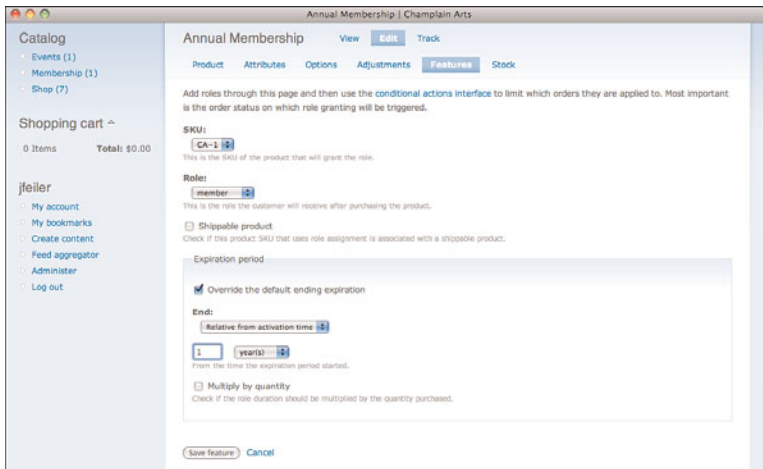 Annual Membership | Champlain Arts
Catalog
Events (1)
Membership (1)
Shop (7)
Shopping cart
0 Items Total: $0.00
jfeiler
My account
My bookmarks
Create content
Feed aggregator
Administer
Log out
Annual Membership View Edit Track
Product Attributes Options Adjustments Features Stock
Add roles through this page and then use the conditional actions interface to limit which orders they are applied to. Most important
is the order status on which role granting will be triggered.
SKU:
CA-1
This is the SKU of the product that will grant the role.
Role:
member
This is the role the customer will receive after purchasing the product.
Shippable product
Check if this product SKU that uses role assignment is associated with a shippable product.
Expiration period
Override the default ending expiration
End:
Relative from activation time
1 year(s)
From the time the expiration period started.
Multiply by quantity
Check if the role duration should be multiplied by the quantity purchased.
Save feature Cancel